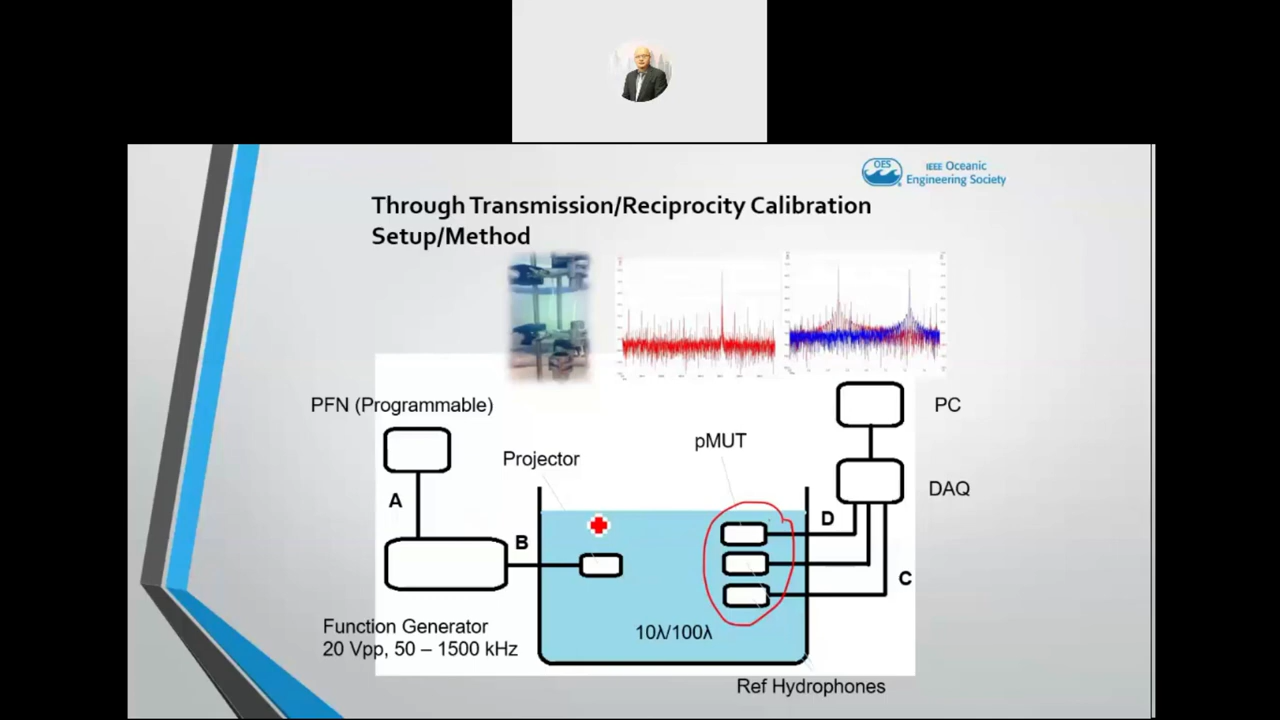 OES
IEEE Oceanic
Engineering Society
Through Transmission/Reciprocity Calibration
Setup/Method
PFN (Programmable)
PC
pMUT
Projector
DAQ
A
D
B
C
Function Generator
20 Vpp, 50 – 1500 kHz
10λ/100λ
Ref Hydrophones